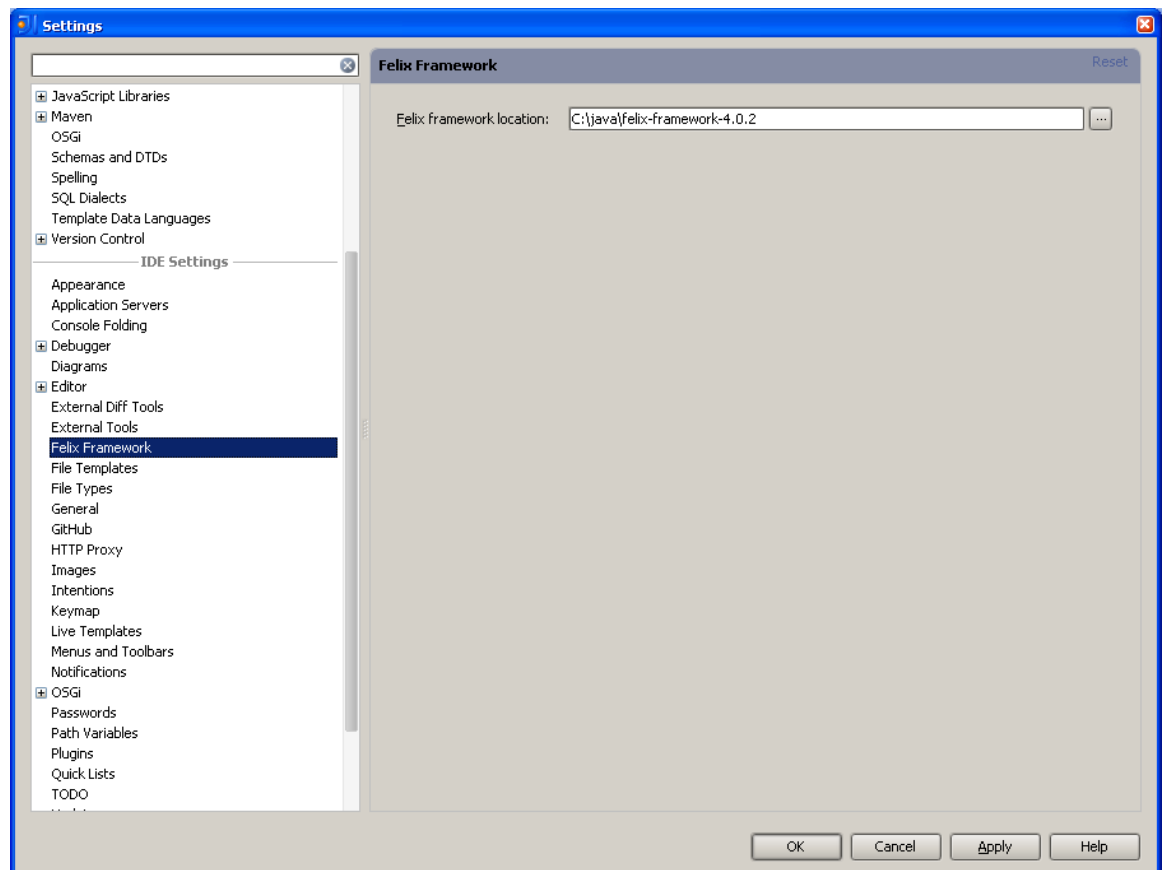 Settings
Felix Framework
Reset
JavaScript Libraries
Maven
OSGi
Schemas and DTDs
Spelling
SQL Dialects
Template Data Languages
Version Control
IDE Settings
Appearance
Application Servers
Console Folding
Debugger
Diagrams
Editor
External Diff Tools
External Tools
Felix Framework
File Templates
File Types
General
GitHub
HTTP Proxy
Images
Intentions
Keymap
Live Templates
Menus and Toolbars
Notifications
OSGi
Passwords
Path Variables
Plugins
Quick Lists
TODO
Felix framework location: C:\java\felix-framework-4.0.2 ...
OK Cancel Apply Help